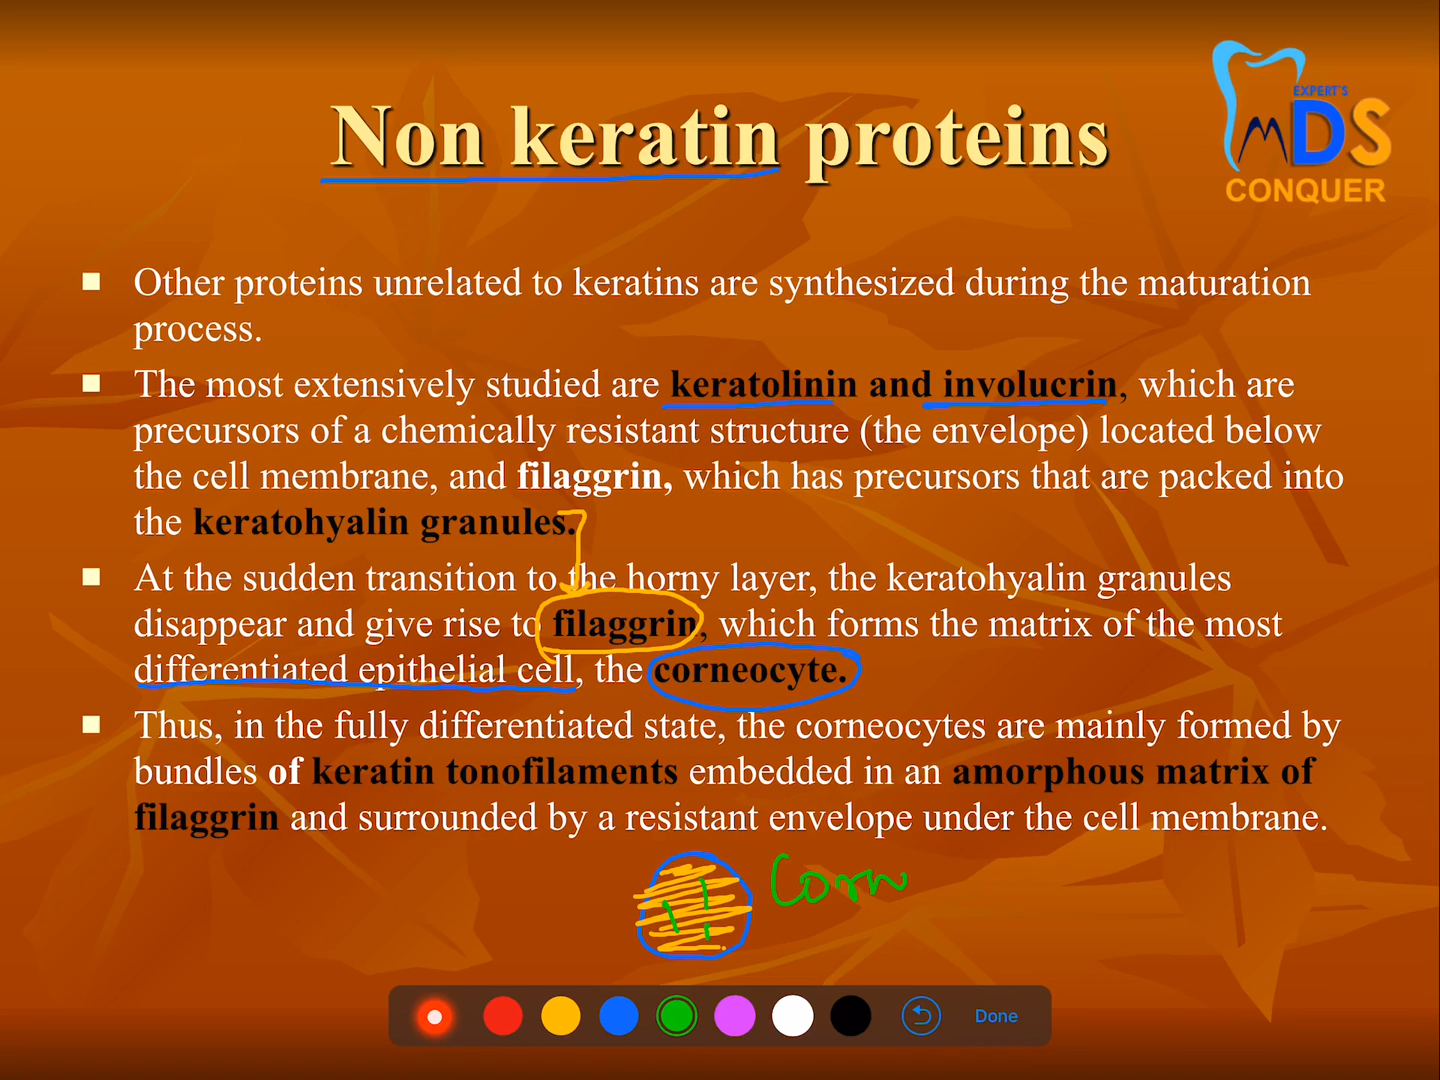 Non keratin proteins
EXPERT'S
MDS
CONQUER
Other proteins unrelated to keratins are synthesized during the maturation
process.
The most extensively studied are keratolinin and involucrin, which are
precursors of a chemically resistant structure (the envelope) located below
the cell membrane, and filaggrin, which has precursors that are packed into
the keratohyalin granules.
At the sudden transition to the horny layer, the keratohyalin granules
disappear and give rise to filaggrin, which forms the matrix of the most
differentiated epithelial cell, the corneocyte.
Thus, in the fully differentiated state, the corneocytes are mainly formed by
bundles of keratin tonofilaments embedded in an amorphous matrix of
filaggrin and surrounded by a resistant envelope under the cell membrane.
Corn
Done